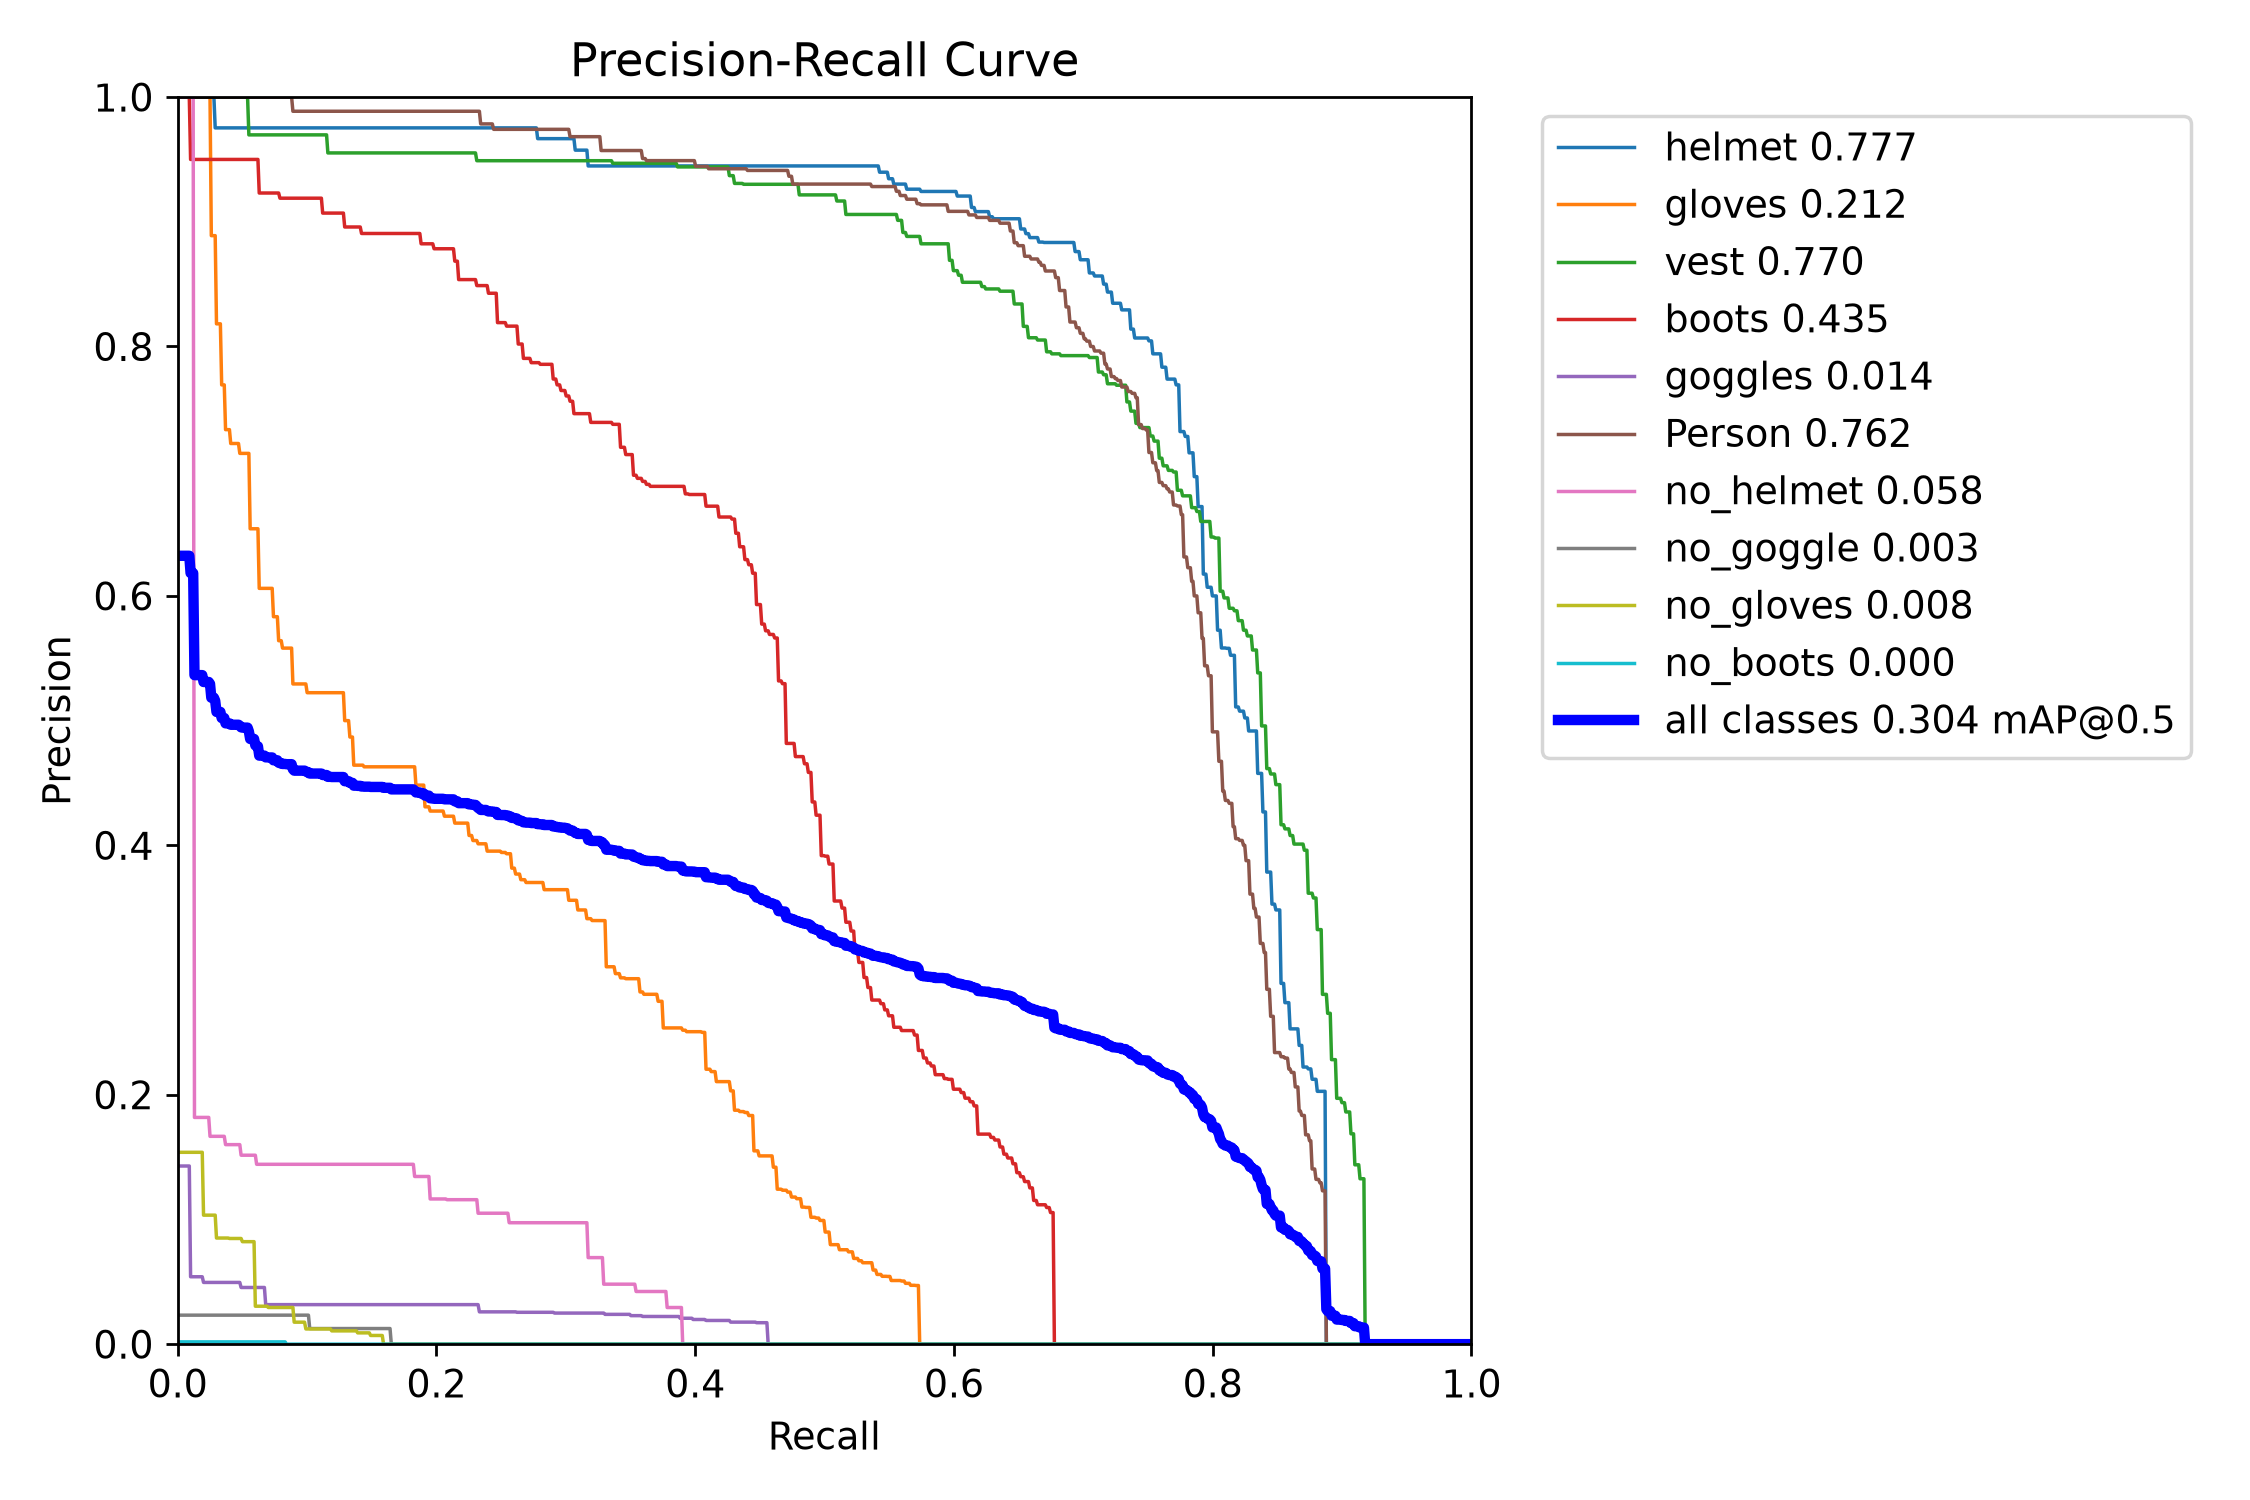 Precision-Recall Curve
1.0
0.8
0.6
0.4
0.2
0.0
Precision
0.0 0.2 0.4 0.6 0.8 1.0
Recall
helmet 0.777
gloves 0.212
vest 0.770
boots 0.435
goggles 0.014
Person 0.762
no_helmet 0.058
no_goggle 0.003
no_gloves 0.008
no_boots 0.000
all classes 0.304 mAP@0.5